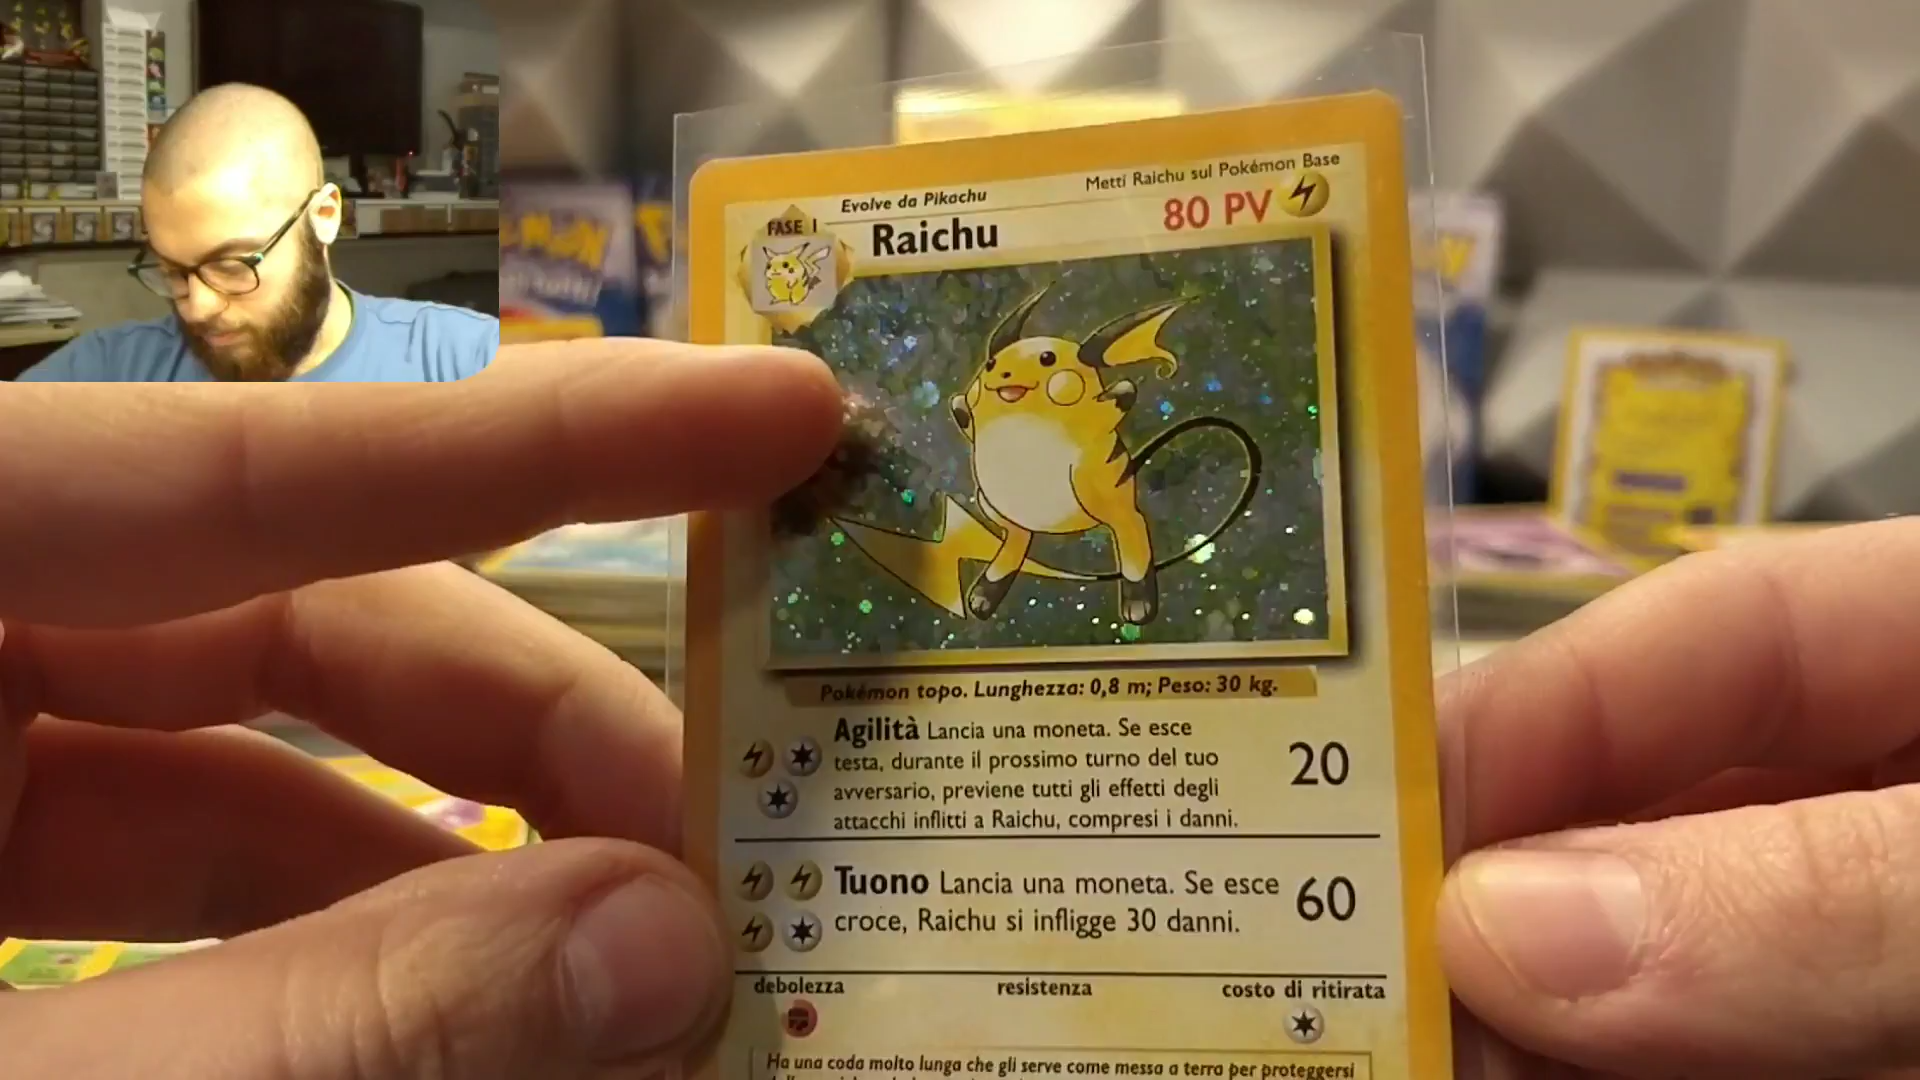 Evolve da Pikachu
Metti Raichu sul Pokémon Base
FASE 1
Raichu
80 PV
Pokémon topo. Lunghezza: 0,8 m; Peso: 30 kg.
Agilità Lancia una moneta. Se esce
testa, durante il prossimo turno del tuo
avversario, previene tutti gli effetti degli
attacchi inflitti a Raichu, compresi i danni.
20
Tuono Lancia una moneta. Se esce
croce, Raichu si infligge 30 danni.
60
debolezza
resistenza
costo di ritirata
Ha una coda molto lunga che gli serve come messa a terra per proteggersi